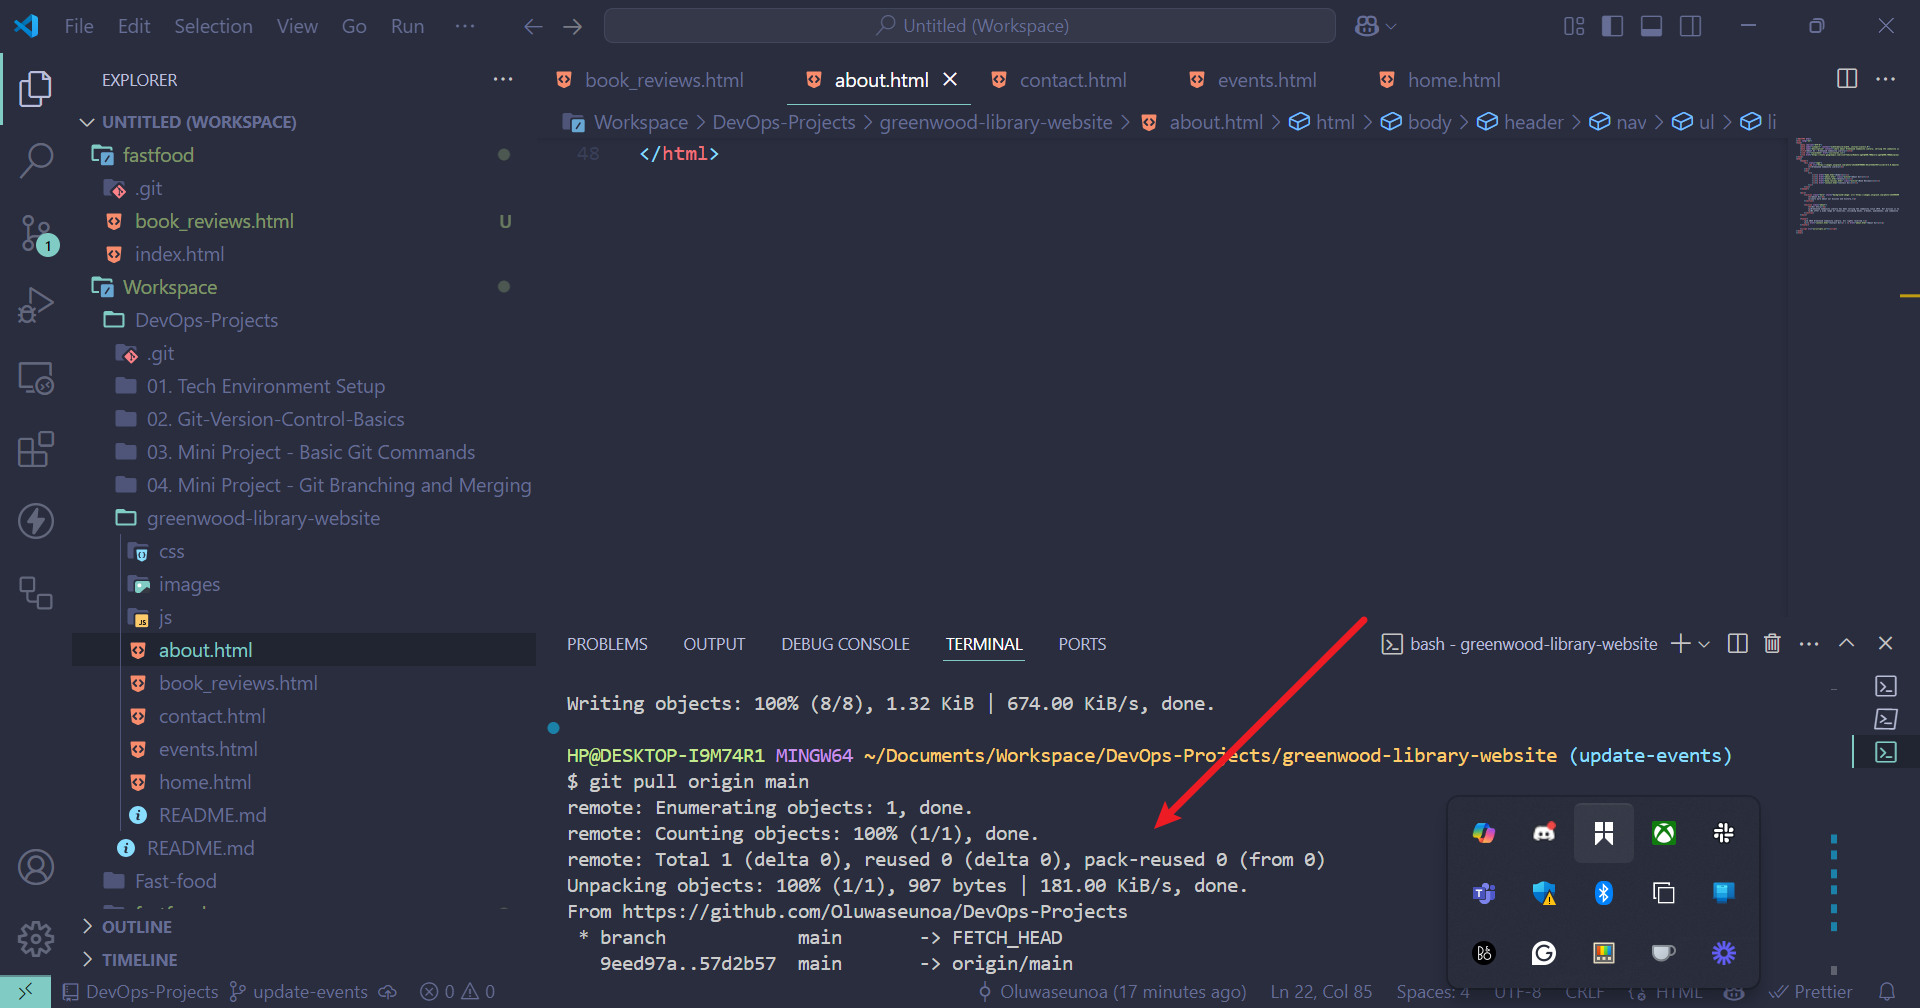 File Edit Selection View Go Run ···
Untitled (Workspace)
EXPLORER
UNTITLED (WORKSPACE)
fastfood
.git
book_reviews.html U
index.html
Workspace
DevOps-Projects
.git
01. Tech Environment Setup
02. Git-Version-Control-Basics
03. Mini Project - Basic Git Commands
04. Mini Project - Git Branching and Merging
greenwood-library-website
css
images
js
about.html
book_reviews.html
contact.html
events.html
home.html
README.md
README.md
Fast-food
OUTLINE
TIMELINE
1
book_reviews.html about.html contact.html events.html home.html
Workspace > DevOps-Projects > greenwood-library-website > about.html > html > body > header > nav > ul > li
48 </html>
PROBLEMS OUTPUT DEBUG CONSOLE TERMINAL PORTS
bash - greenwood-library-website
Writing objects: 100% (8/8), 1.32 KiB | 674.00 KiB/s, done.
HP@DESKTOP-I9M74R1 MINGW64 ~/Documents/Workspace/DevOps-Projects/greenwood-library-website (update-events)
$ git pull origin main
remote: Enumerating objects: 1, done.
remote: Counting objects: 100% (1/1), done.
remote: Total 1 (delta 0), reused 0 (delta 0), pack-reused 0 (from 0)
Unpacking objects: 100% (1/1), 907 bytes | 181.00 KiB/s, done.
From https://github.com/Oluwaseunoa/DevOps-Projects
* branch main -> FETCH_HEAD
9eed97a..57d2b57 main -> origin/main
DevOps-Projects update-events 0 0 Oluwaseunoa (17 minutes ago) Ln 22, Col 85 Spaces: 4 UTF-8 CRLF HTML Prettier